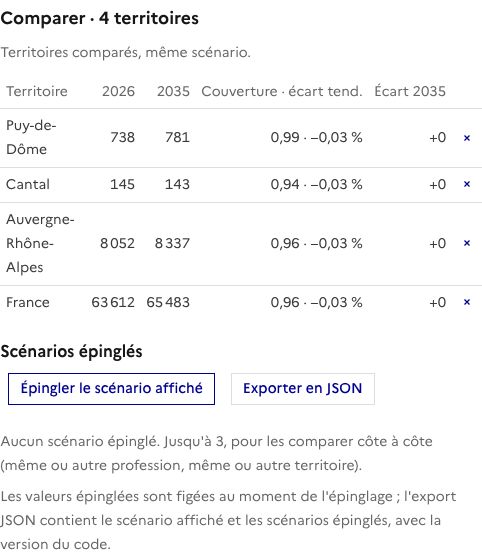 Comparer · 4 territoires
Territoires comparés, même scénario.
Territoire 2026 2035 Couverture · écart tend. Écart 2035
Puy-de-
Dôme 738 781 0,99 · −0,03 % +0 ×
Cantal 145 143 0,94 · −0,03 % +0 ×
Auvergne-
Rhône-
Alpes 8 052 8 337 0,96 · −0,03 % +0 ×
France 63 612 65 483 0,96 · −0,03 % +0 ×
Scénarios épinglés
Épingler le scénario affiché Exporter en JSON
Aucun scénario épinglé. Jusqu'à 3, pour les comparer côte à côte
(même ou autre profession, même ou autre territoire).
Les valeurs épinglées sont figées au moment de l'épinglage ; l'export
JSON contient le scénario affiché et les scénarios épinglés, avec la
version du code.